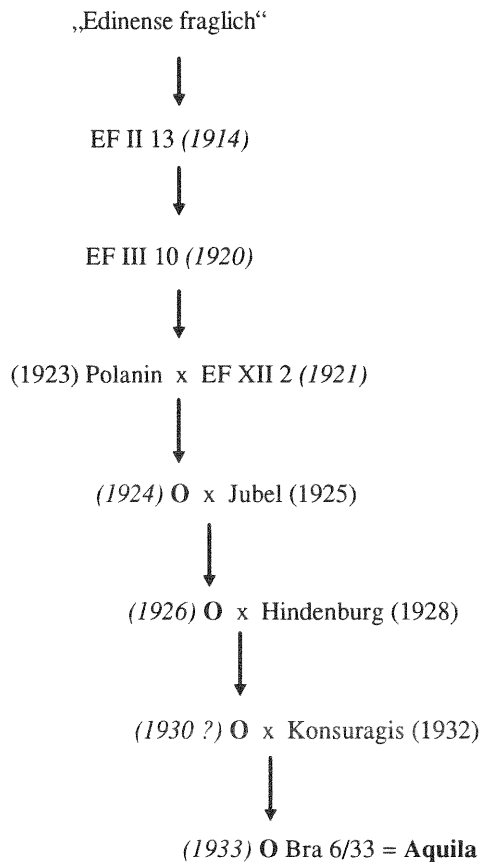 „Edinense fraglich“
EF II 13 (1914)
EF III 10 (1920)
(1923) Polanin x EF XII 2 (1921)
(1924) O x Jubel (1925)
(1926) O x Hindenburg (1928)
(1930 ?) O x Konsuragis (1932)
(1933) O Bra 6/33 = Aquila